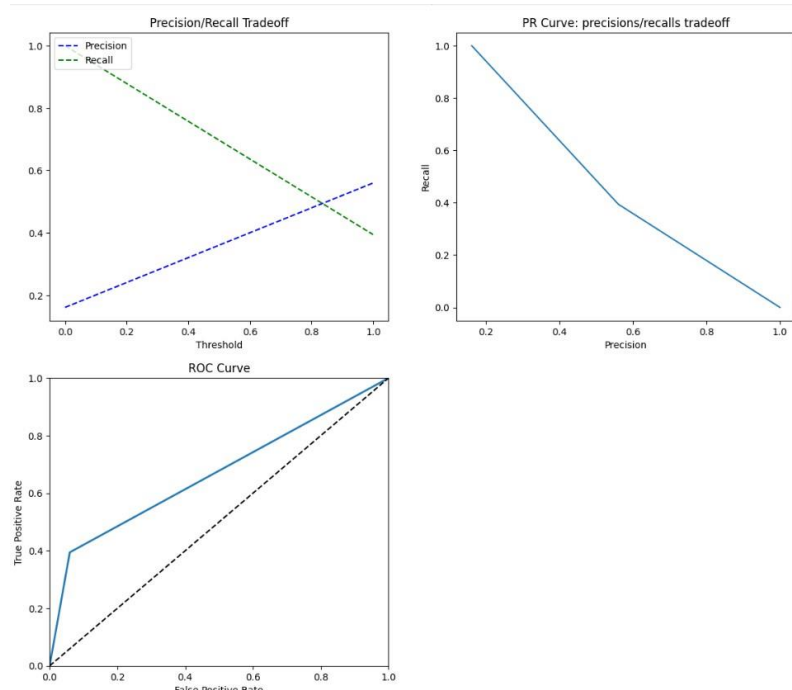 Precision/Recall Tradeoff
1.0
0.8
0.6
0.4
0.2
Precision
Recall
0.0 0.2 0.4 0.6 0.8 1.0
Threshold
PR Curve: precisions/recalls tradeoff
Recall
1.0
0.8
0.6
0.4
0.2
0.0
0.2 0.4 0.6 0.8 1.0
Precision
ROC Curve
True Positive Rate
1.0
0.8
0.6
0.4
0.2
0.0
0.0 0.2 0.4 0.6 0.8 1.0
False Positive Rate